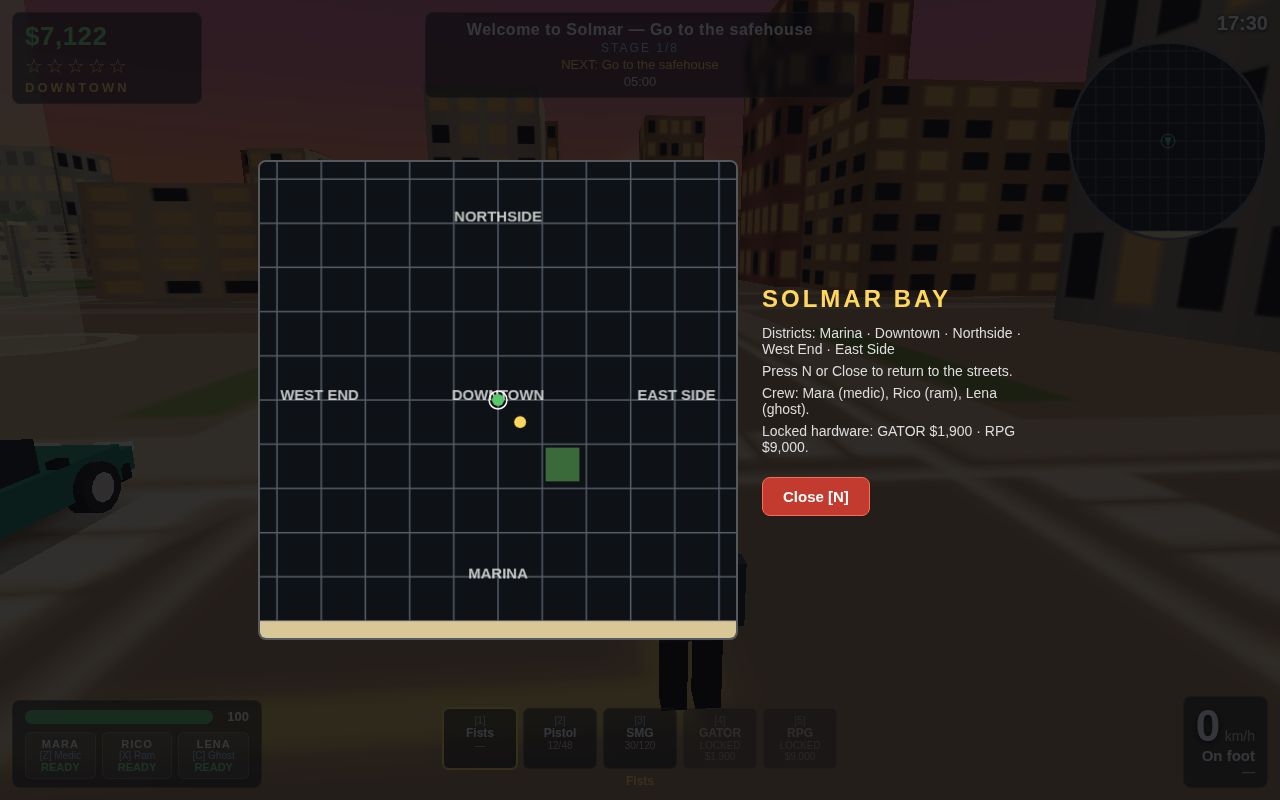 $7,122
☆☆☆☆☆
DOWNTOWN
Welcome to Solmar — Go to the safehouse
STAGE 1/8
NEXT: Go to the safehouse
05:00
17:30
NORTHSIDE
WEST END
DOWNTOWN
EAST SIDE
MARINA
SOLMAR BAY
Districts: Marina · Downtown · Northside ·
West End · East Side
Press N or Close to return to the streets.
Crew: Mara (medic), Rico (ram), Lena
(ghost).
Locked hardware: GATOR $1,900 · RPG
$9,000.
Close [N]
100
MARA
[Z] Medic
READY
RICO
[X] Ram
READY
LENA
[C] Ghost
READY
[1]
Fists
—
[2]
Pistol
12/48
[3]
SMG
30/120
[4]
GATOR
LOCKED
$1,900
[5]
RPG
LOCKED
$9,000
Fists
0 km/h
On foot
—